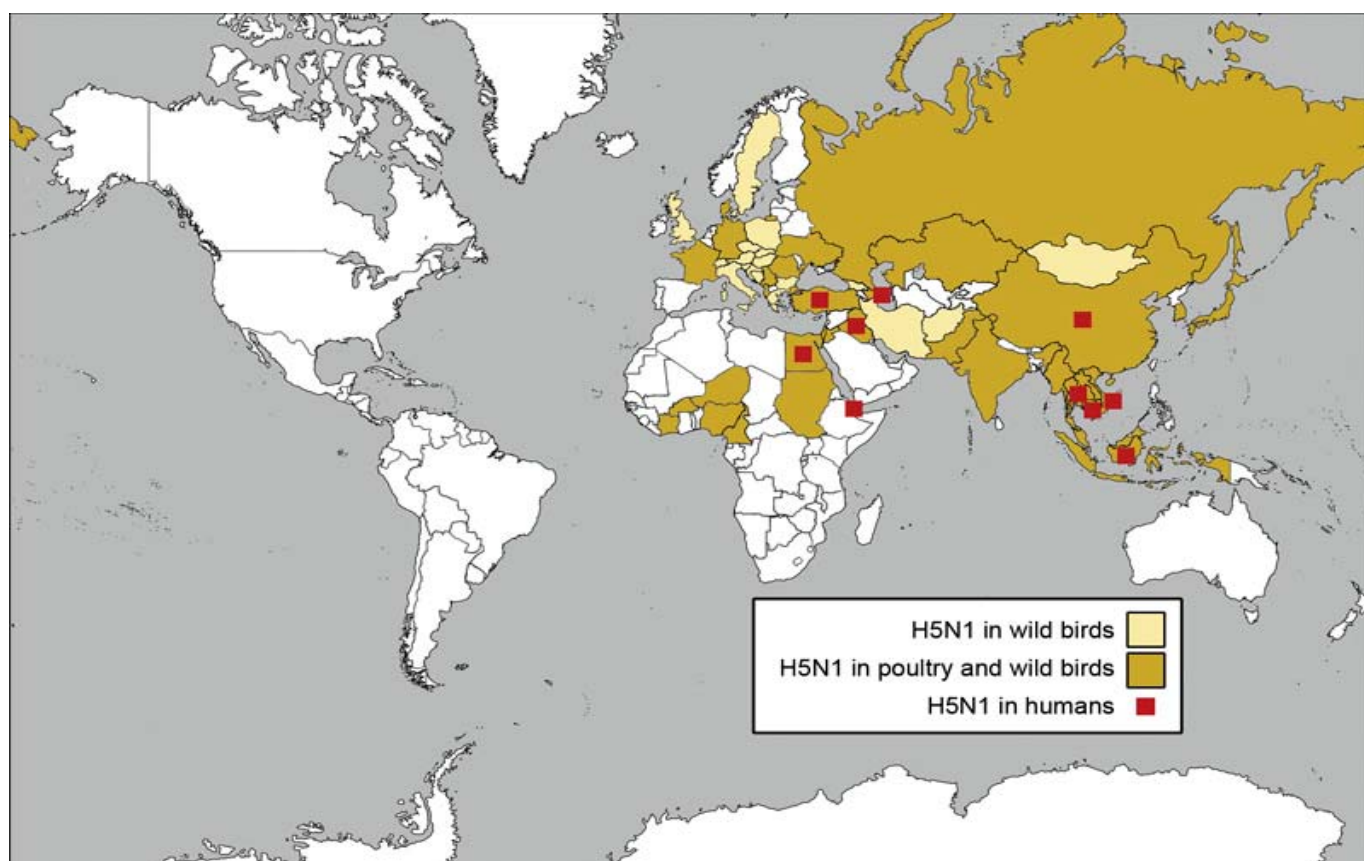 H5N1 in wild birds
H5N1 in poultry and wild birds
H5N1 in humans